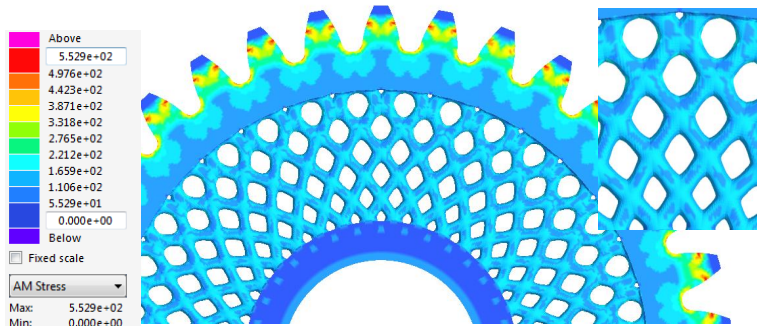 Above
5.529e+02
4.976e+02
4.423e+02
3.871e+02
3.318e+02
2.765e+02
2.212e+02
1.659e+02
1.106e+02
5.529e+01
0.000e+00
Below
Fixed scale
AM Stress
Max: 5.529e+02
Min: 0.000e+00